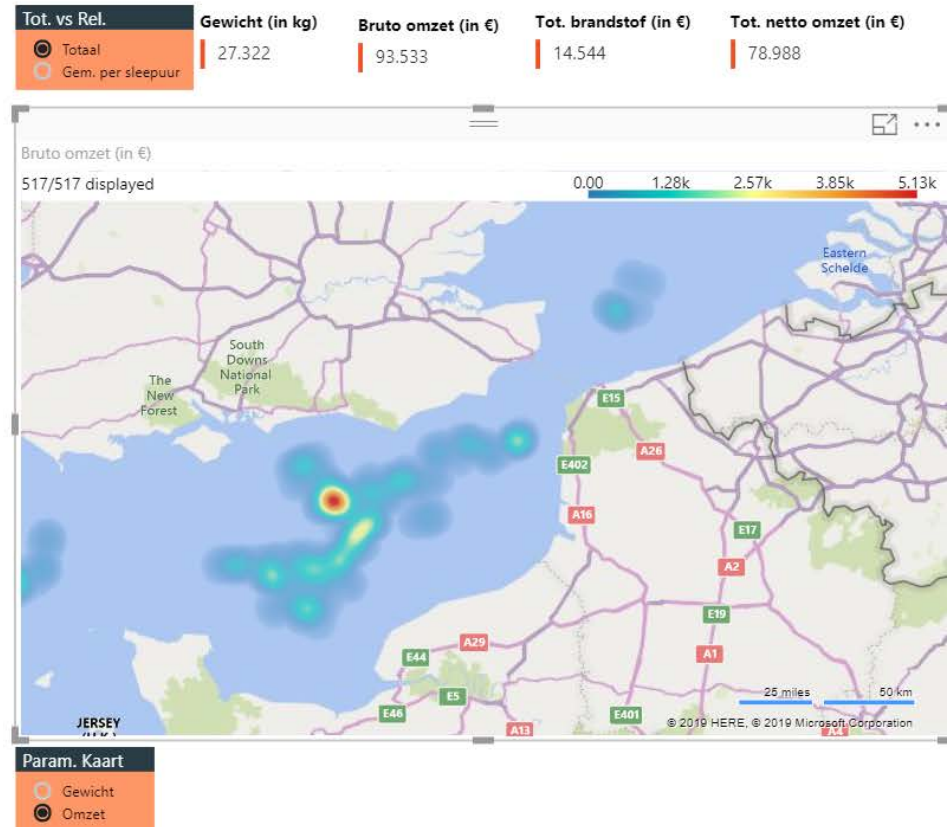 Tot. vs Rel.
Totaal
Gem. per sleepuur
Gewicht (in kg)
27.322
Bruto omzet (in €)
93.533
Tot. brandstof (in €)
14.544
Tot. netto omzet (in €)
78.988
Bruto omzet (in €)
517/517 displayed
0.00 1.28k 2.57k 3.85k 5.13k
Eastern
Schelde
South
Downs
National
Park
The
New
Forest
E15
A26
E402
A16
E17
A2
E19
A1
A29
E44
E5
E46
E401
A13
A4
25 miles 50 km
© 2019 HERE, © 2019 Microsoft Corporation
JERSEY
(U.K.)
Param. Kaart
Gewicht
Omzet